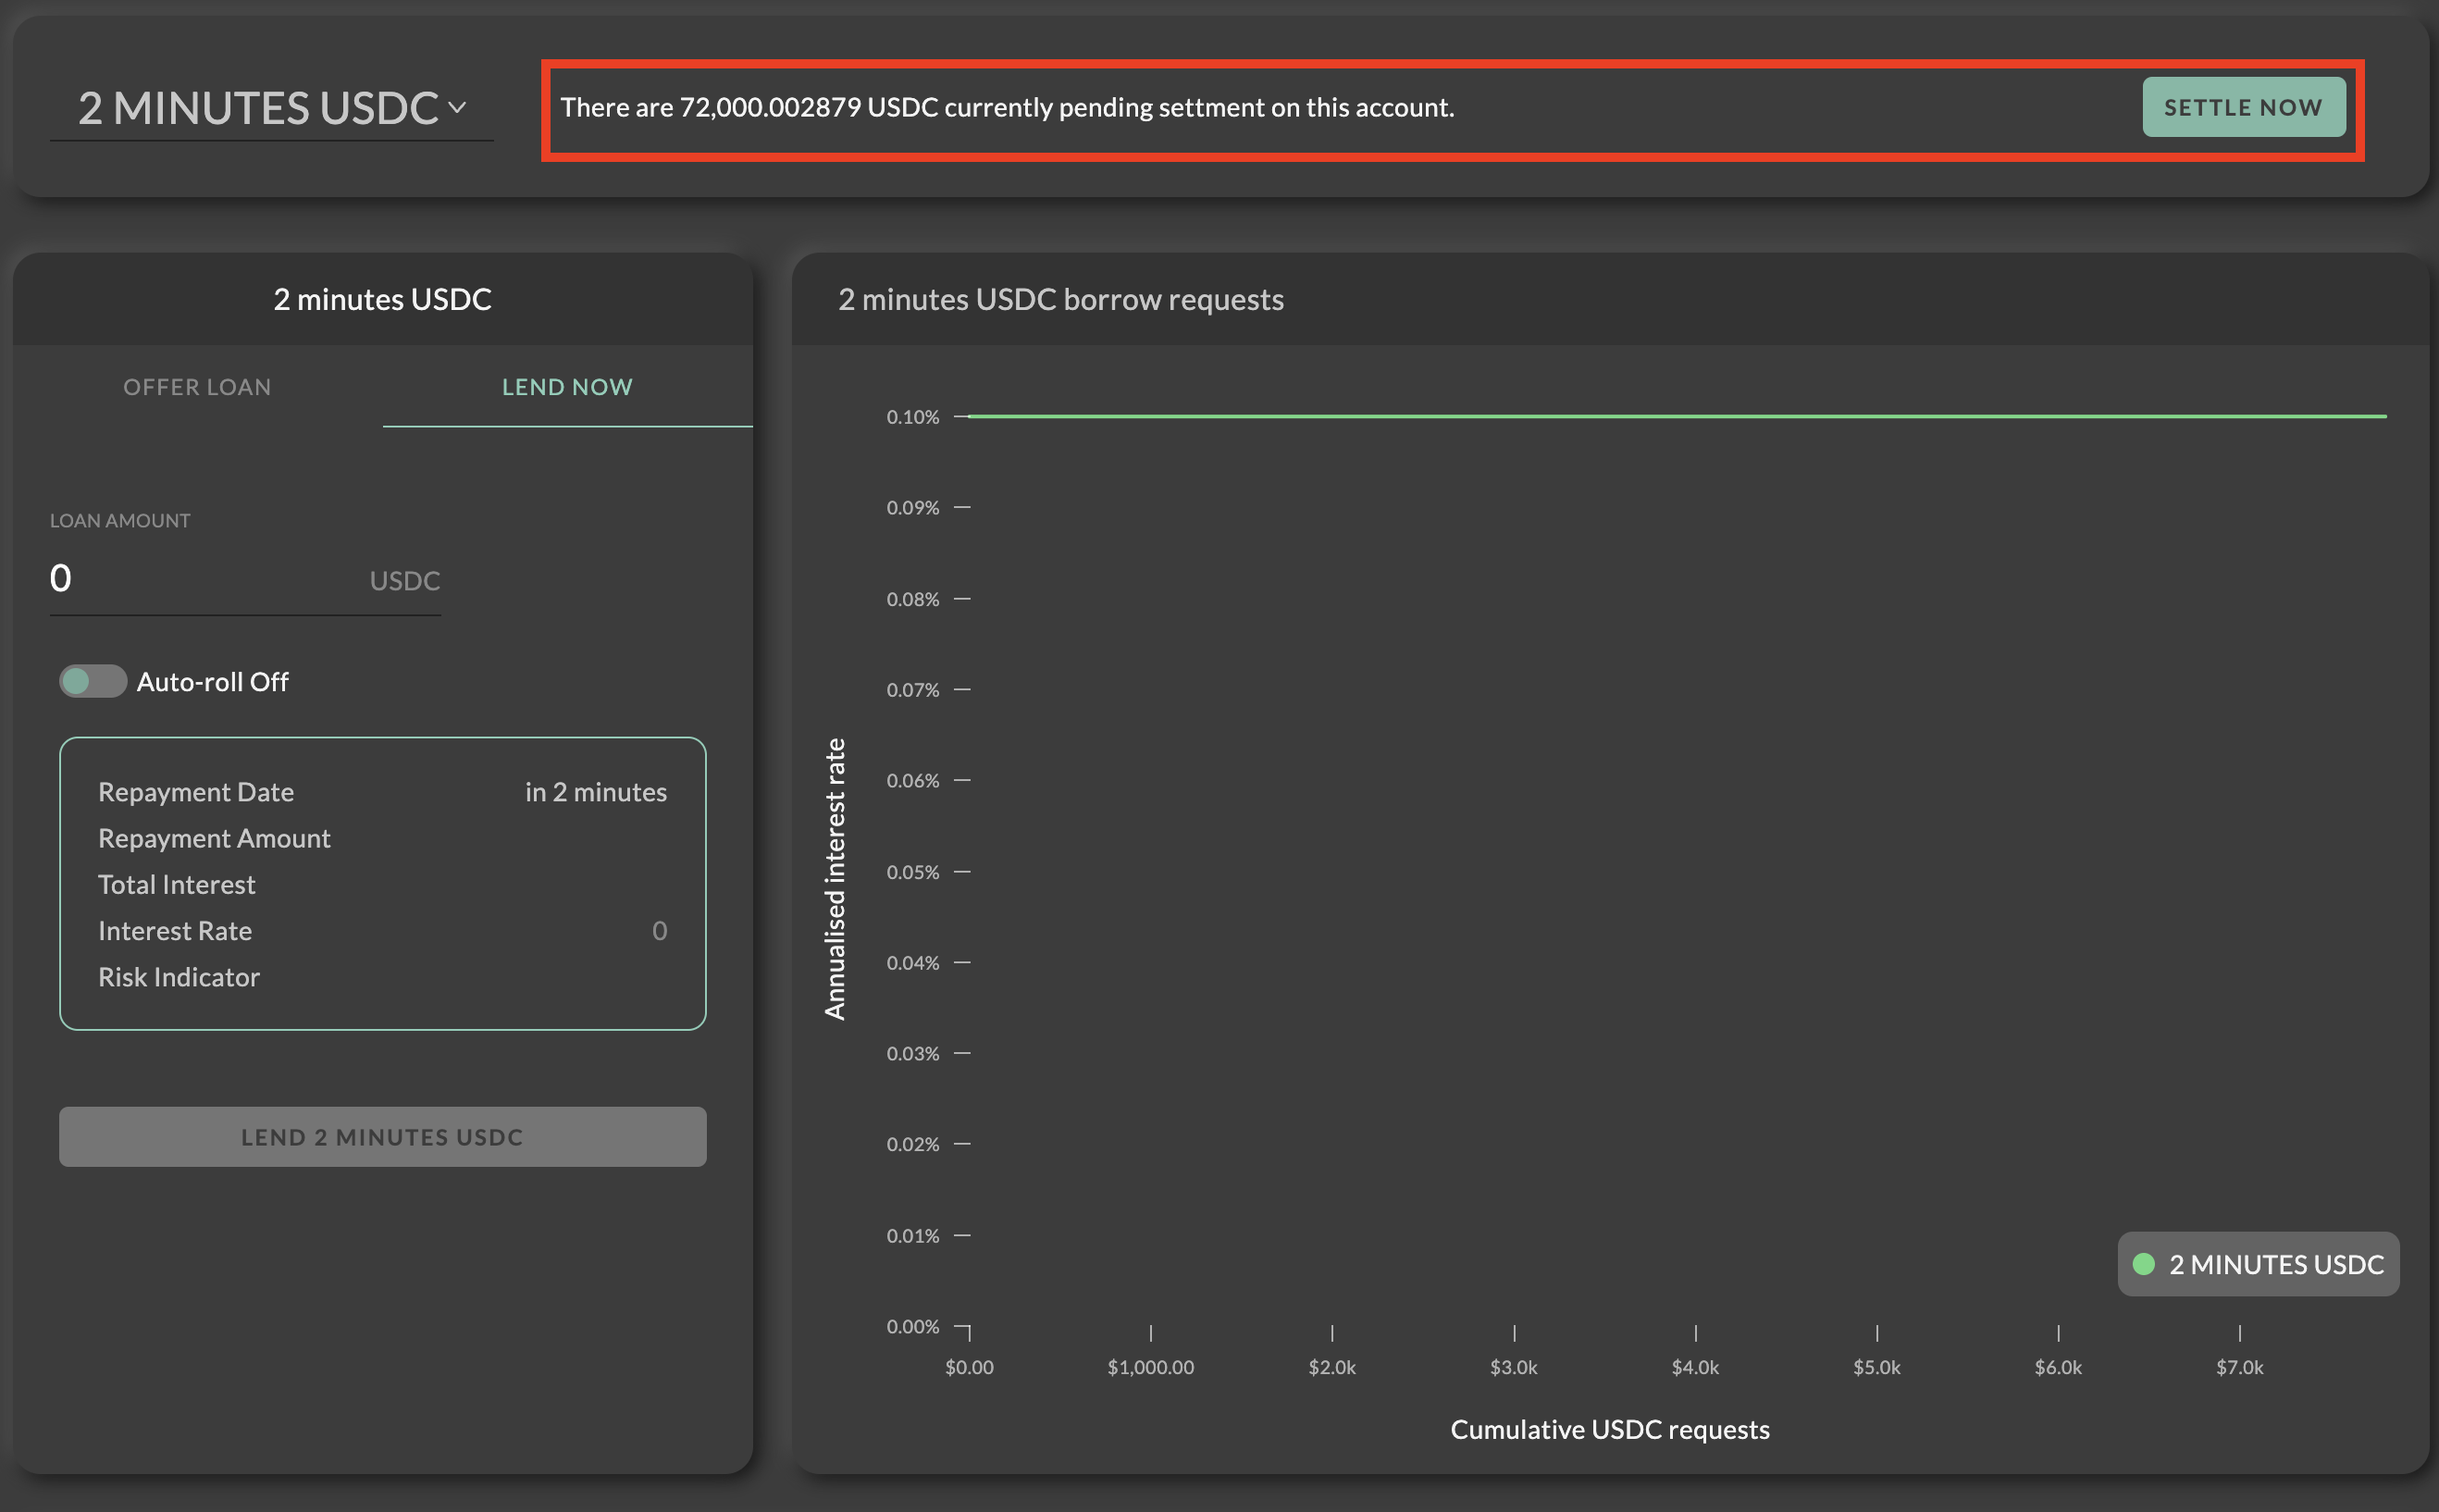 2 MINUTES USDC
There are 72,000.002879 USDC currently pending settment on this account.
SETTLE NOW
2 minutes USDC
OFFER LOAN
LEND NOW
LOAN AMOUNT
0
USDC
Auto-roll Off
Repayment Date
in 2 minutes
Repayment Amount
Total Interest
Interest Rate
0
Risk Indicator
LEND 2 MINUTES USDC
2 minutes USDC borrow requests
Annualised interest rate
0.10%
0.09%
0.08%
0.07%
0.06%
0.05%
0.04%
0.03%
0.02%
0.01%
0.00%
2 MINUTES USDC
$0.00
$1,000.00
$2.0k
$3.0k
$4.0k
$5.0k
$6.0k
$7.0k
Cumulative USDC requests